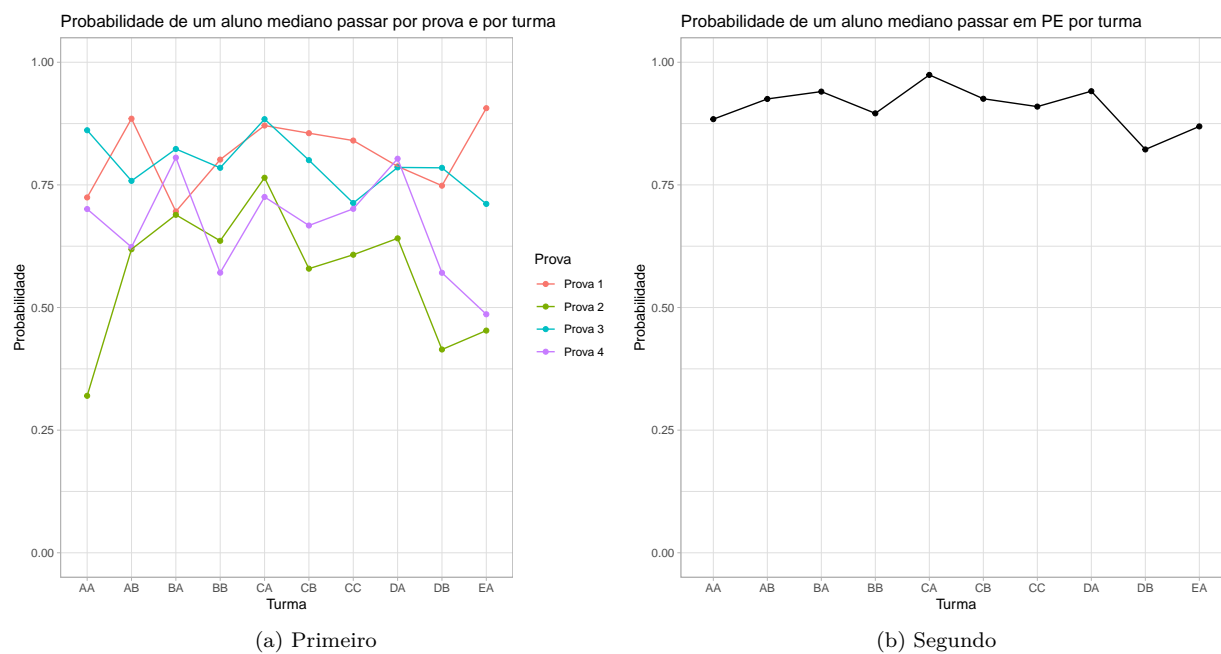 Probabilidade de um aluno mediano passar por prova e por turma
1.00
0.75
0.50
0.25
0.00
Probabilidade
AA AB BA BB CA CB CC DA DB EA
Turma
Prova
Prova 1
Prova 2
Prova 3
Prova 4
(a) Primeiro
Probabilidade de um aluno mediano passar em PE por turma
1.00
0.75
0.50
0.25
0.00
Probabilidade
AA AB BA BB CA CB CC DA DB EA
Turma
(b) Segundo